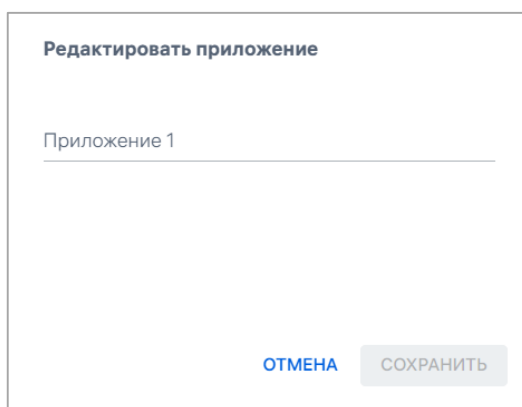 Редактировать приложение
Приложение 1
ОТМЕНА СОХРАНИТЬ